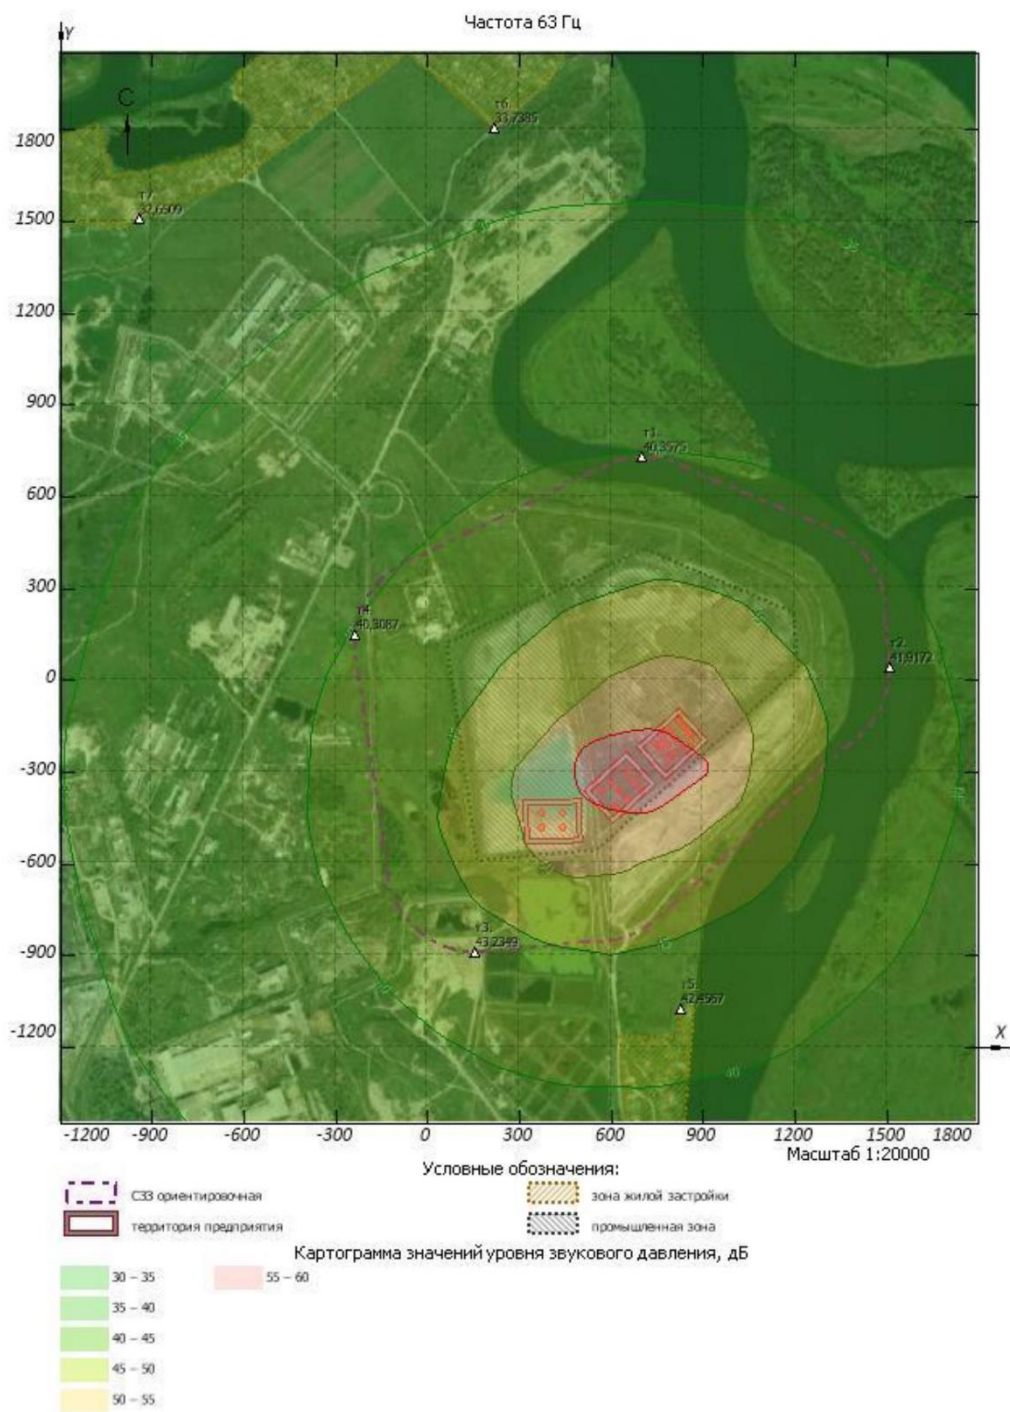 Частота 63 Гц
Y
С
т6.
33,7385
1800
т7
32,6909
1500
1200
900
т1.
40,3575
600
300
т4.
40,3087
т2.
41,9172
0
-300
-600
т3.
43,2349
-900
45
т5.
42,4567
-1200
X
40
-1200 -900 -600 -300 0 300 600 900 1200 1500 1800
Масштаб 1:20000
Условные обозначения:
СЗЗ ориентировочная
зона жилой застройки
территория предприятия
промышленная зона
Картограмма значений уровня звукового давления, дБ
30 – 35
55 – 60
35 – 40
40 – 45
45 – 50
50 – 55